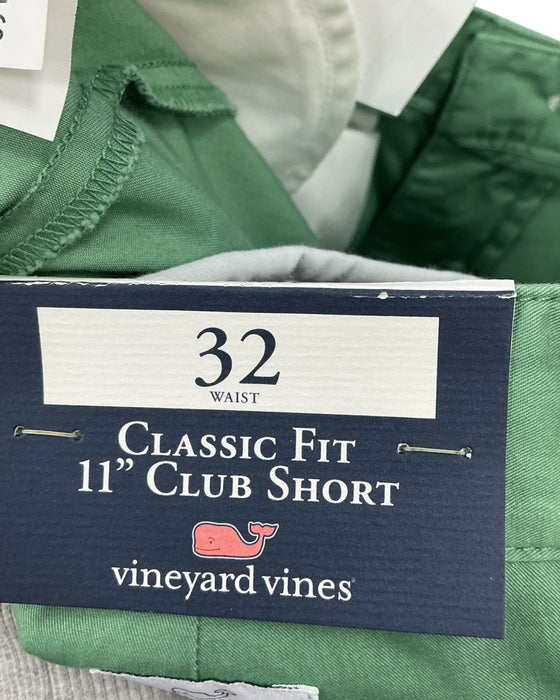 32
WAIST
CLASSIC FIT
11” CLUB SHORT
vineyard vines®